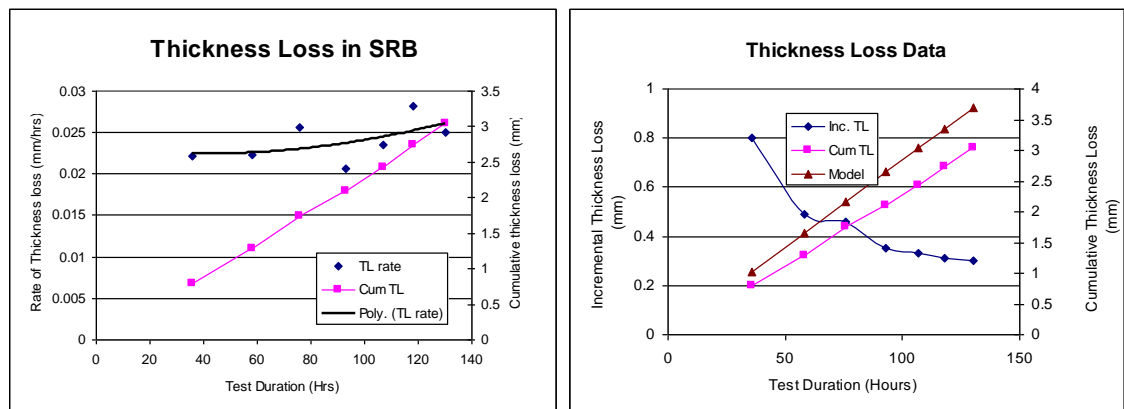 Thickness Loss in SRB
Rate of Thickness loss (mm/hrs)
0.03
0.025
0.02
0.015
0.01
0.005
0
3.5
3
2.5
2
1.5
1
0.5
0
Cumulative thickness loss (mm)
TL rate
Cum TL
Poly. (TL rate)
0 20 40 60 80 100 120 140
Test Duration (Hrs)
Thickness Loss Data
Incremental Thickness Loss
(mm)
1
0.8
0.6
0.4
0.2
0
Inc. TL
Cum TL
Model
4
3.5
3
2.5
2
1.5
1
0.5
0
Cumulative Thickness Loss
(mm)
0 50 100 150
Test Duration (Hours)